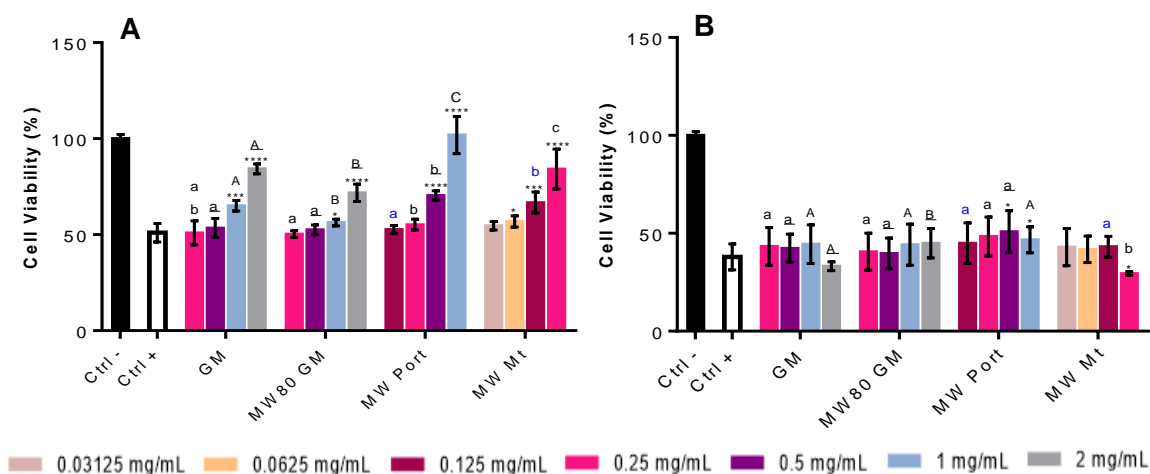 A
Cell Viability (%)
150
100
50
0
a
b
a
A
***
A
****
a
a
B
*
B
****
a
b
b
****
C
****
*
b
***
c
****
Ctrl -
Ctrl +
GM
MW80 GM
MW Port
MW Mt
B
Cell Viability (%)
150
100
50
0
a
a
A
A
a
a
A
B
a
a
a
*
A
*
a
b
*
Ctrl -
Ctrl +
GM
MW80 GM
MW Port
MW Mt
0.03125 mg/mL 0.0625 mg/mL 0.125 mg/mL 0.25 mg/mL 0.5 mg/mL 1 mg/mL 2 mg/mL